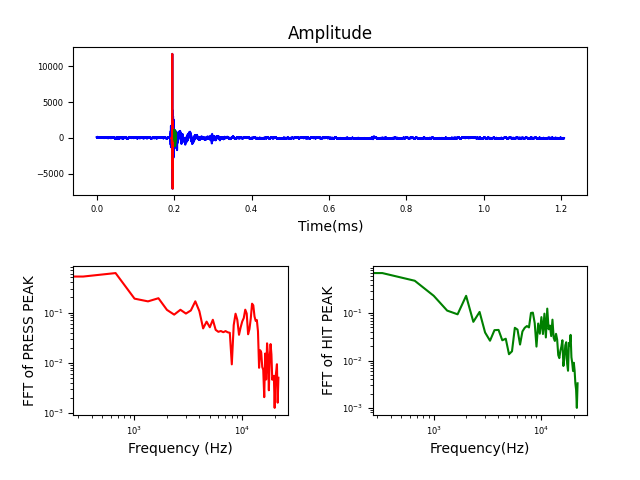 Amplitude
10000
5000
0
−5000
0.0 0.2 0.4 0.6 0.8 1.0 1.2
Time(ms)
FFT of PRESS PEAK
10⁻¹
10⁻²
10⁻³
10³ 10⁴
Frequency (Hz)
FFT of HIT PEAK
10⁻¹
10⁻²
10⁻³
10³ 10⁴
Frequency(Hz)